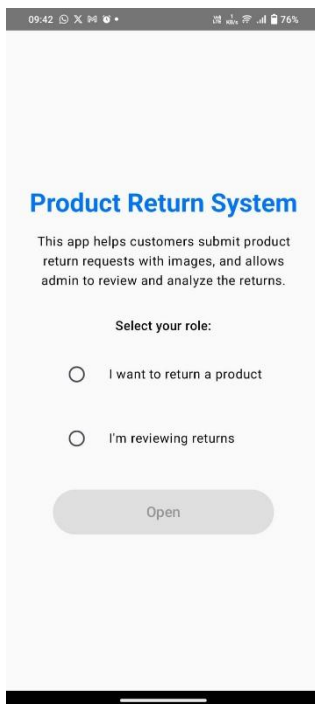 09:42 76%
Product Return System
This app helps customers submit product
return requests with images, and allows
admin to review and analyze the returns.
Select your role:
I want to return a product
I'm reviewing returns
Open